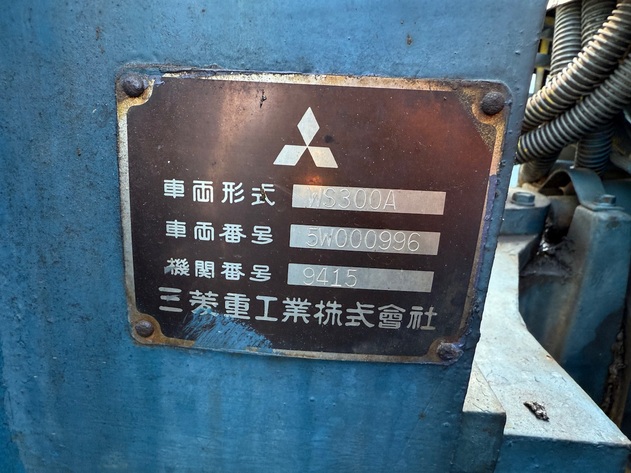 車両形式 WS300A
車両番号 5W000996
機関番号 9415
三菱重工業株式會社